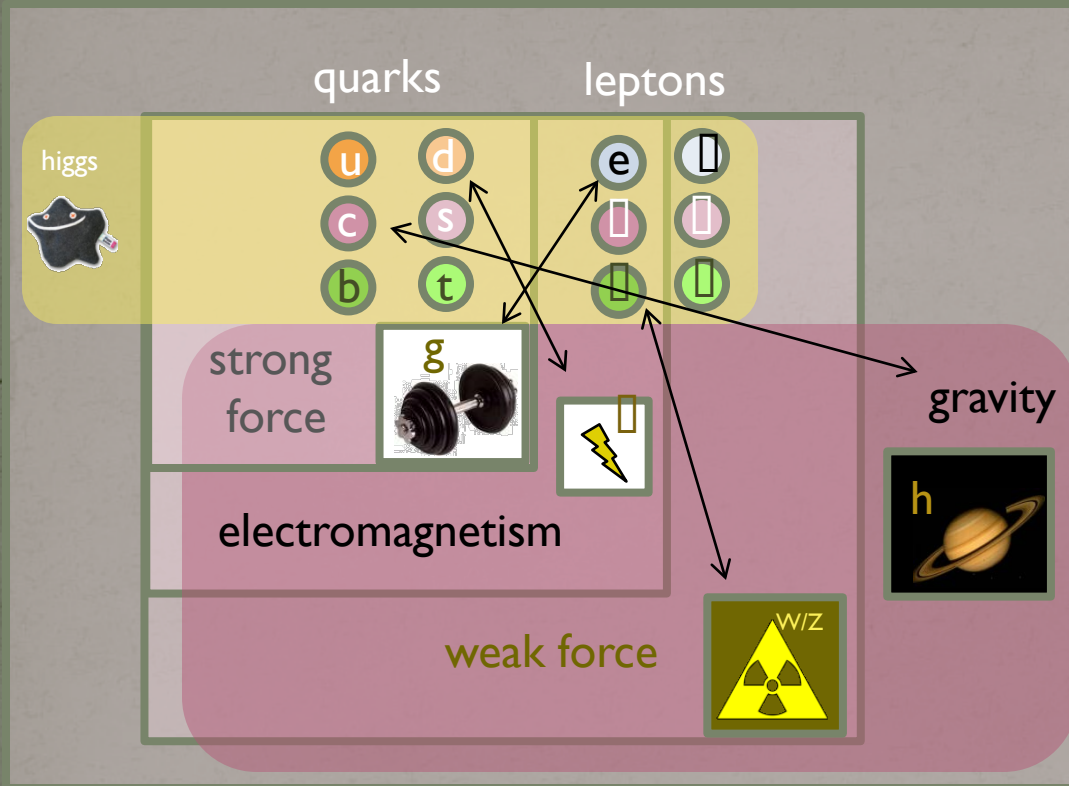 quarks leptons
higgs
u d e ▯
c s ▯ ▯
b t ▯ ▯
strong
force
g
▯
gravity
h
electromagnetism
weak force
W/Z